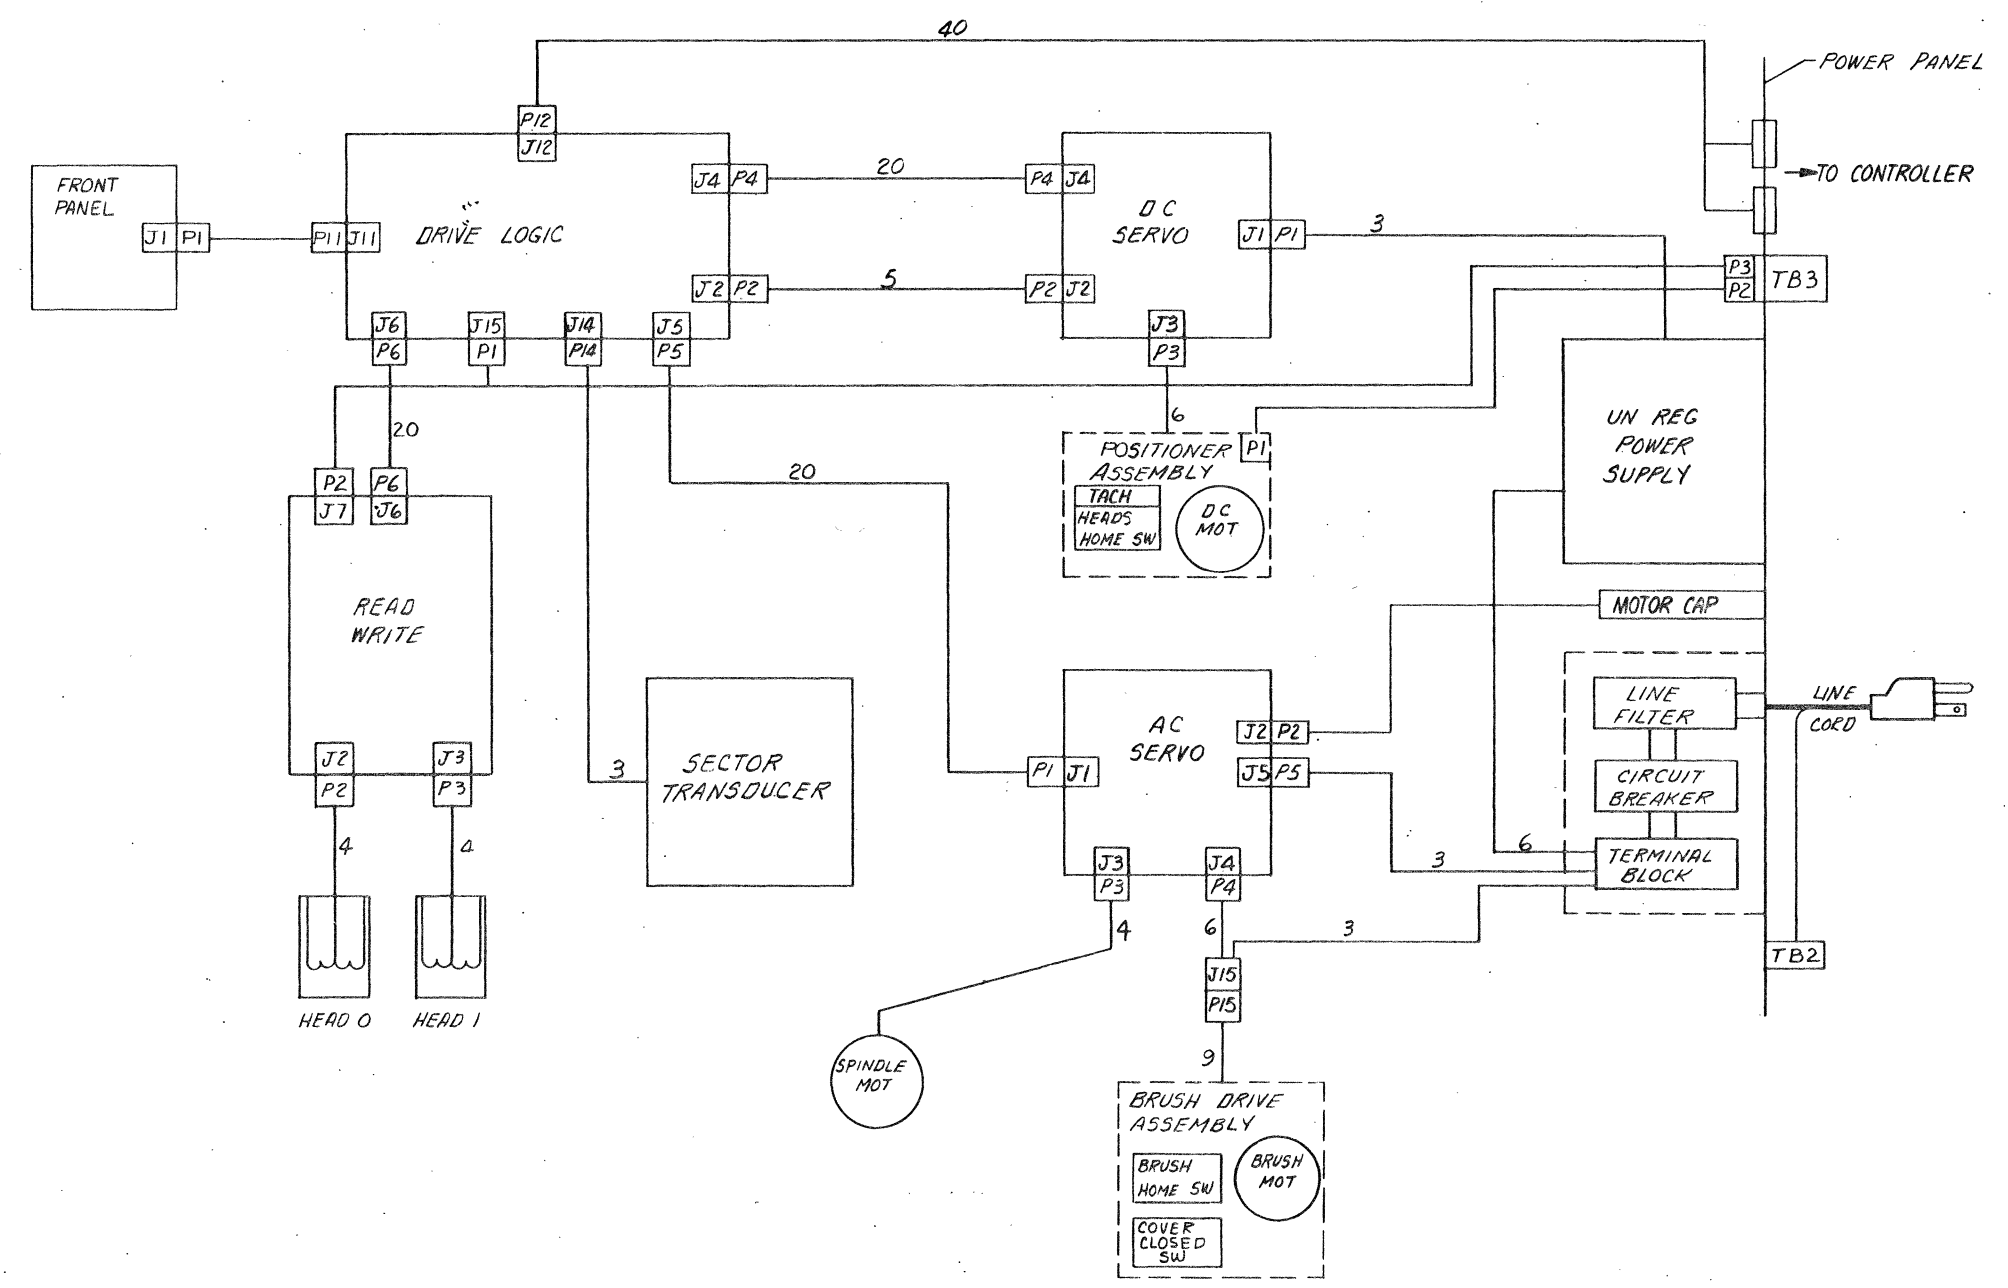 40
POWER PANEL
P12
J12
TO CONTROLLER
FRONT
PANEL
J1 P1
P11 J11
DRIVE LOGIC
J4 P4
20
P4 J4
DC
SERVO
J1 P1
3
J2 P2
5
P2 J2
P3
P2
TB3
J6
P6
J15
P1
J14
P14
J5
P5
J3
P3
20
6
POSITIONER
ASSEMBLY
P1
TACH
HEADS
HOME SW
DC
MOT
UN REG
POWER
SUPPLY
20
P2
J7
P6
J6
READ
WRITE
MOTOR CAP
J2
P2
J3
P3
4
4
HEAD 0
HEAD 1
3
SECTOR
TRANSDUCER
AC
SERVO
P1 J1
J2 P2
J5 P5
J3
P3
J4
P4
LINE
FILTER
LINE
CORD
CIRCUIT
BREAKER
6
3
TERMINAL
BLOCK
TB2
4
6
3
J15
P15
SPINDLE
MOT
9
BRUSH DRIVE
ASSEMBLY
BRUSH
HOME SW
BRUSH
MOT
COVER
CLOSED
SW